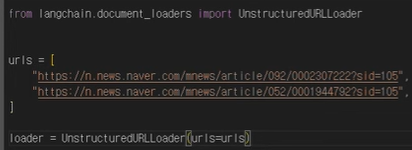 from langchain.document_loaders import UnstructuredURLLoader
urls = [
"https://n.news.naver.com/mnews/article/092/0002307222?sid=105",
"https://n.news.naver.com/mnews/article/052/0001944792?sid=105",
]
loader = UnstructuredURLLoader(urls=urls)